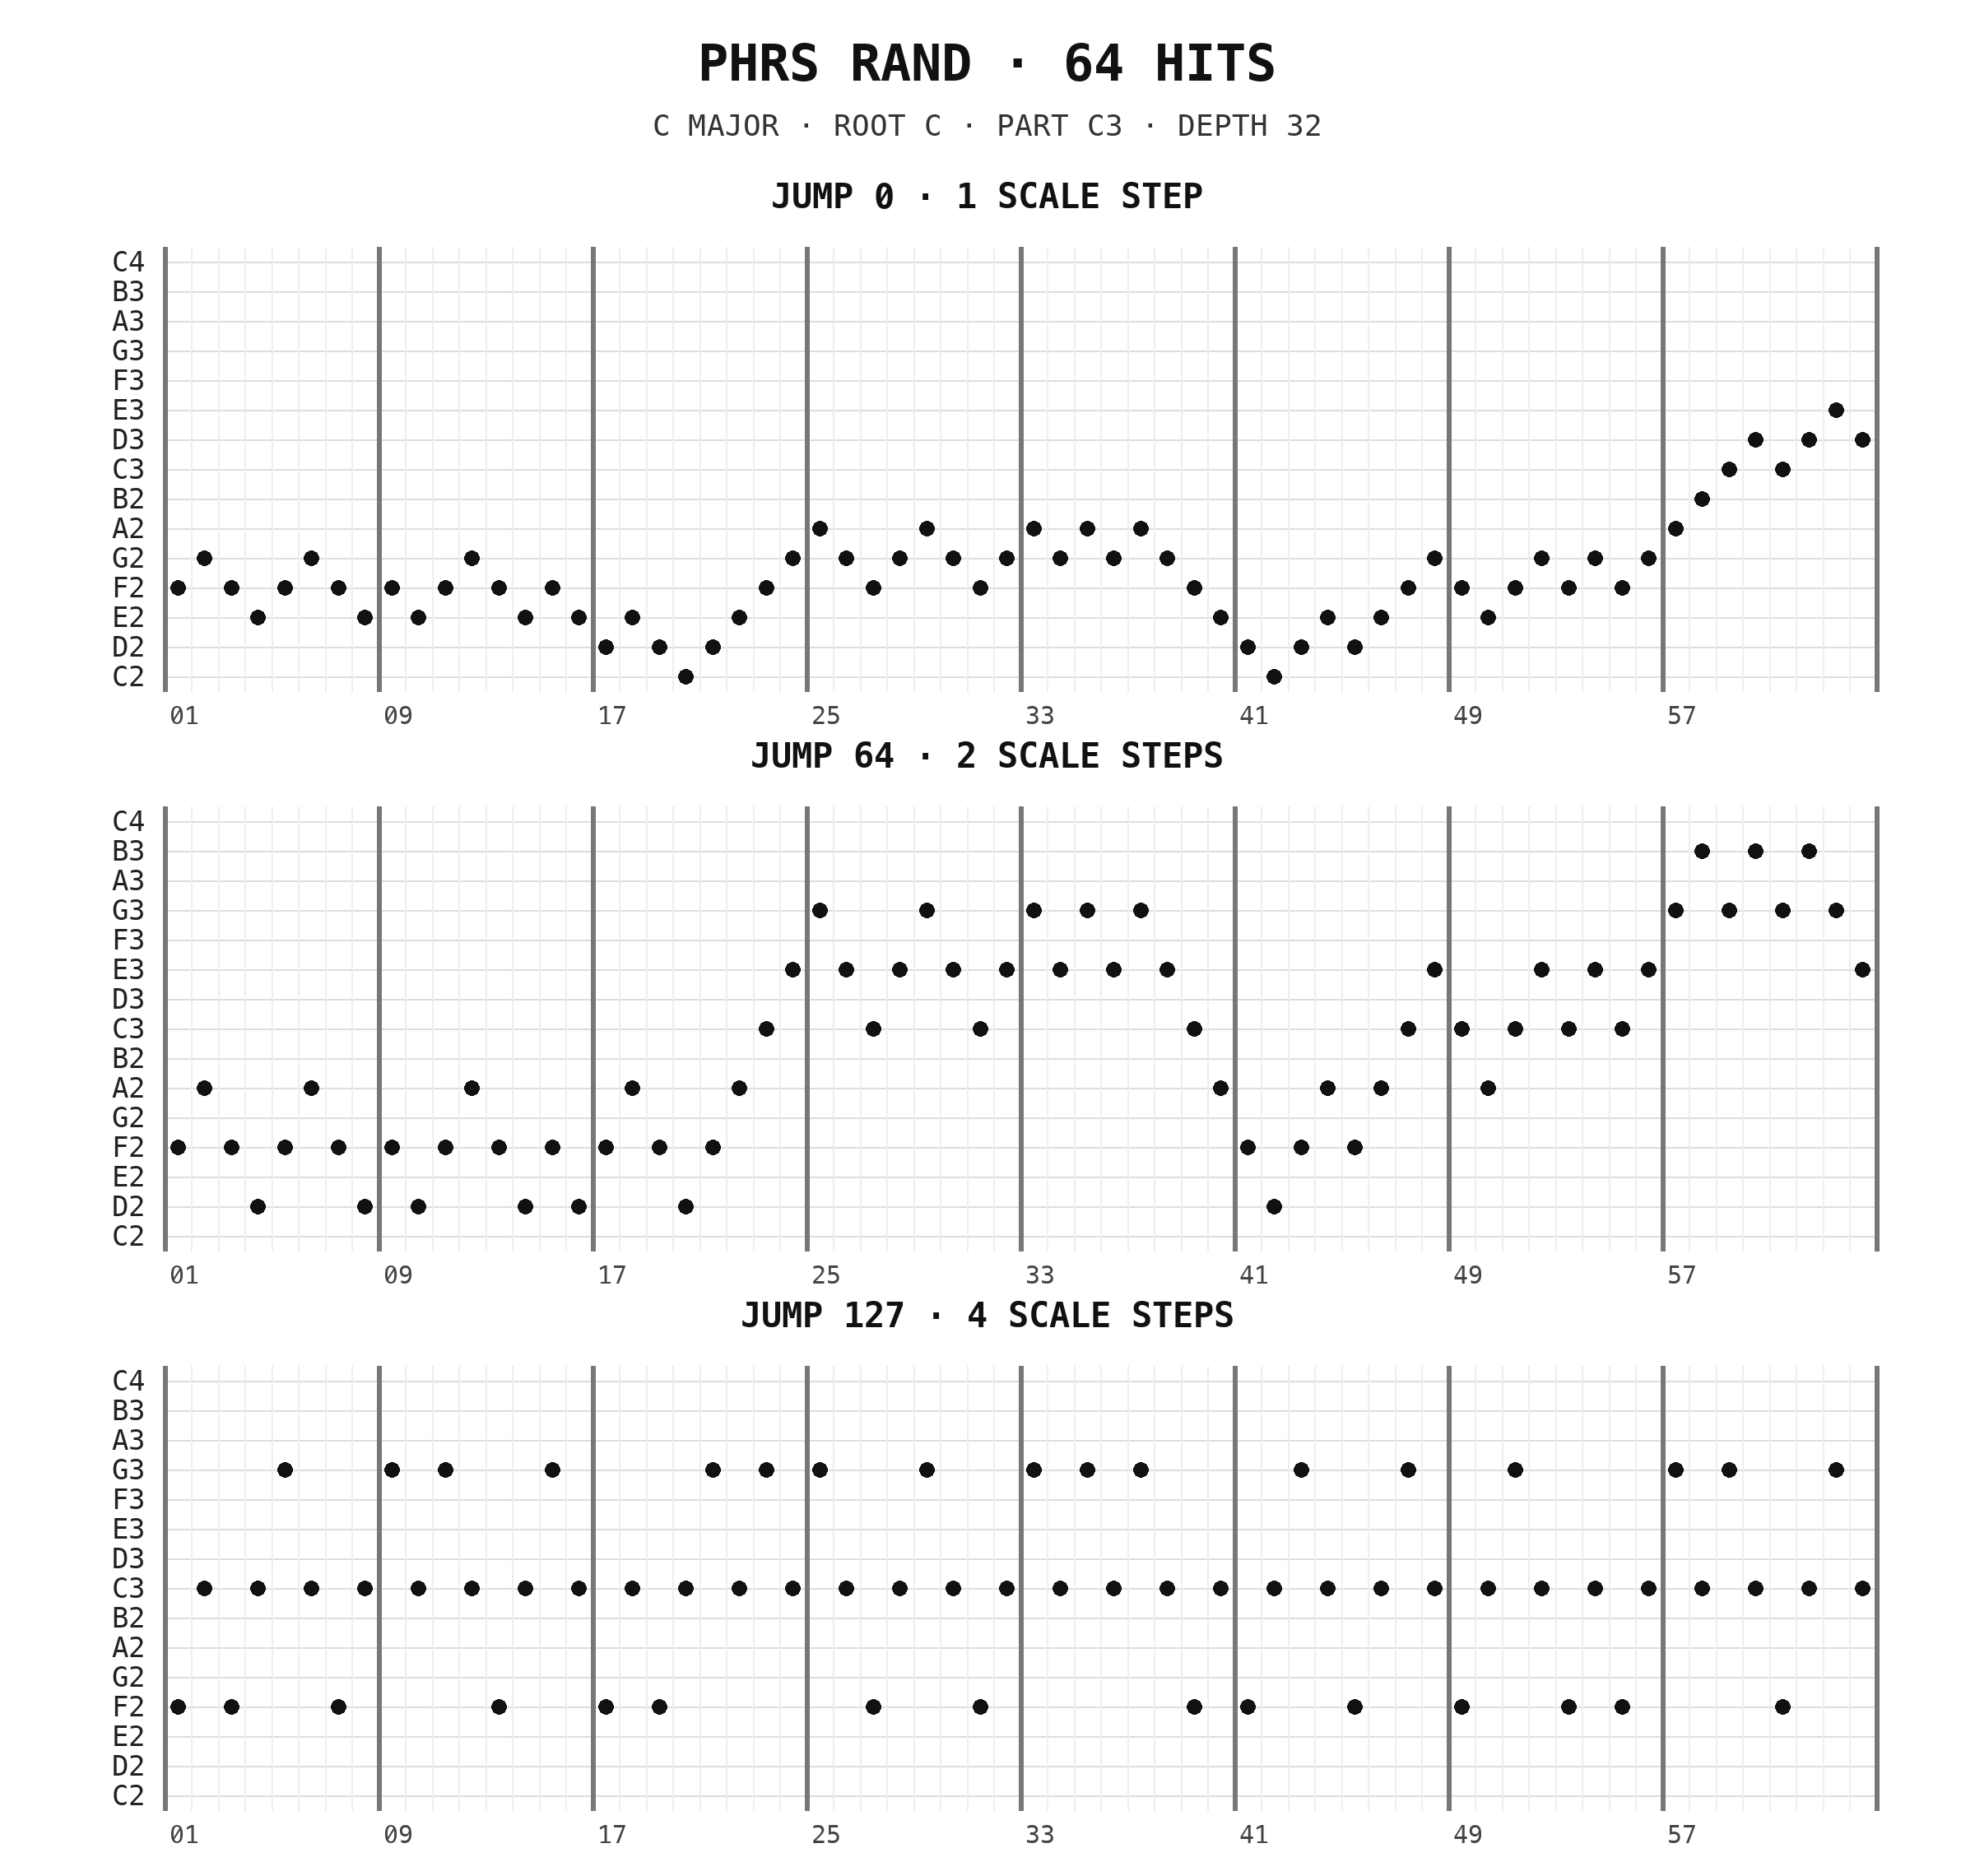 PHRS RAND · 64 HITS
C MAJOR · ROOT C · PART C3 · DEPTH 32
JUMP 0 · 1 SCALE STEP
C4
B3
A3
G3
F3
E3
D3
C3
B2
A2
G2
F2
E2
D2
C2
01 09 17 25 33 41 49 57
JUMP 64 · 2 SCALE STEPS
C4
B3
A3
G3
F3
E3
D3
C3
B2
A2
G2
F2
E2
D2
C2
01 09 17 25 33 41 49 57
JUMP 127 · 4 SCALE STEPS
C4
B3
A3
G3
F3
E3
D3
C3
B2
A2
G2
F2
E2
D2
C2
01 09 17 25 33 41 49 57